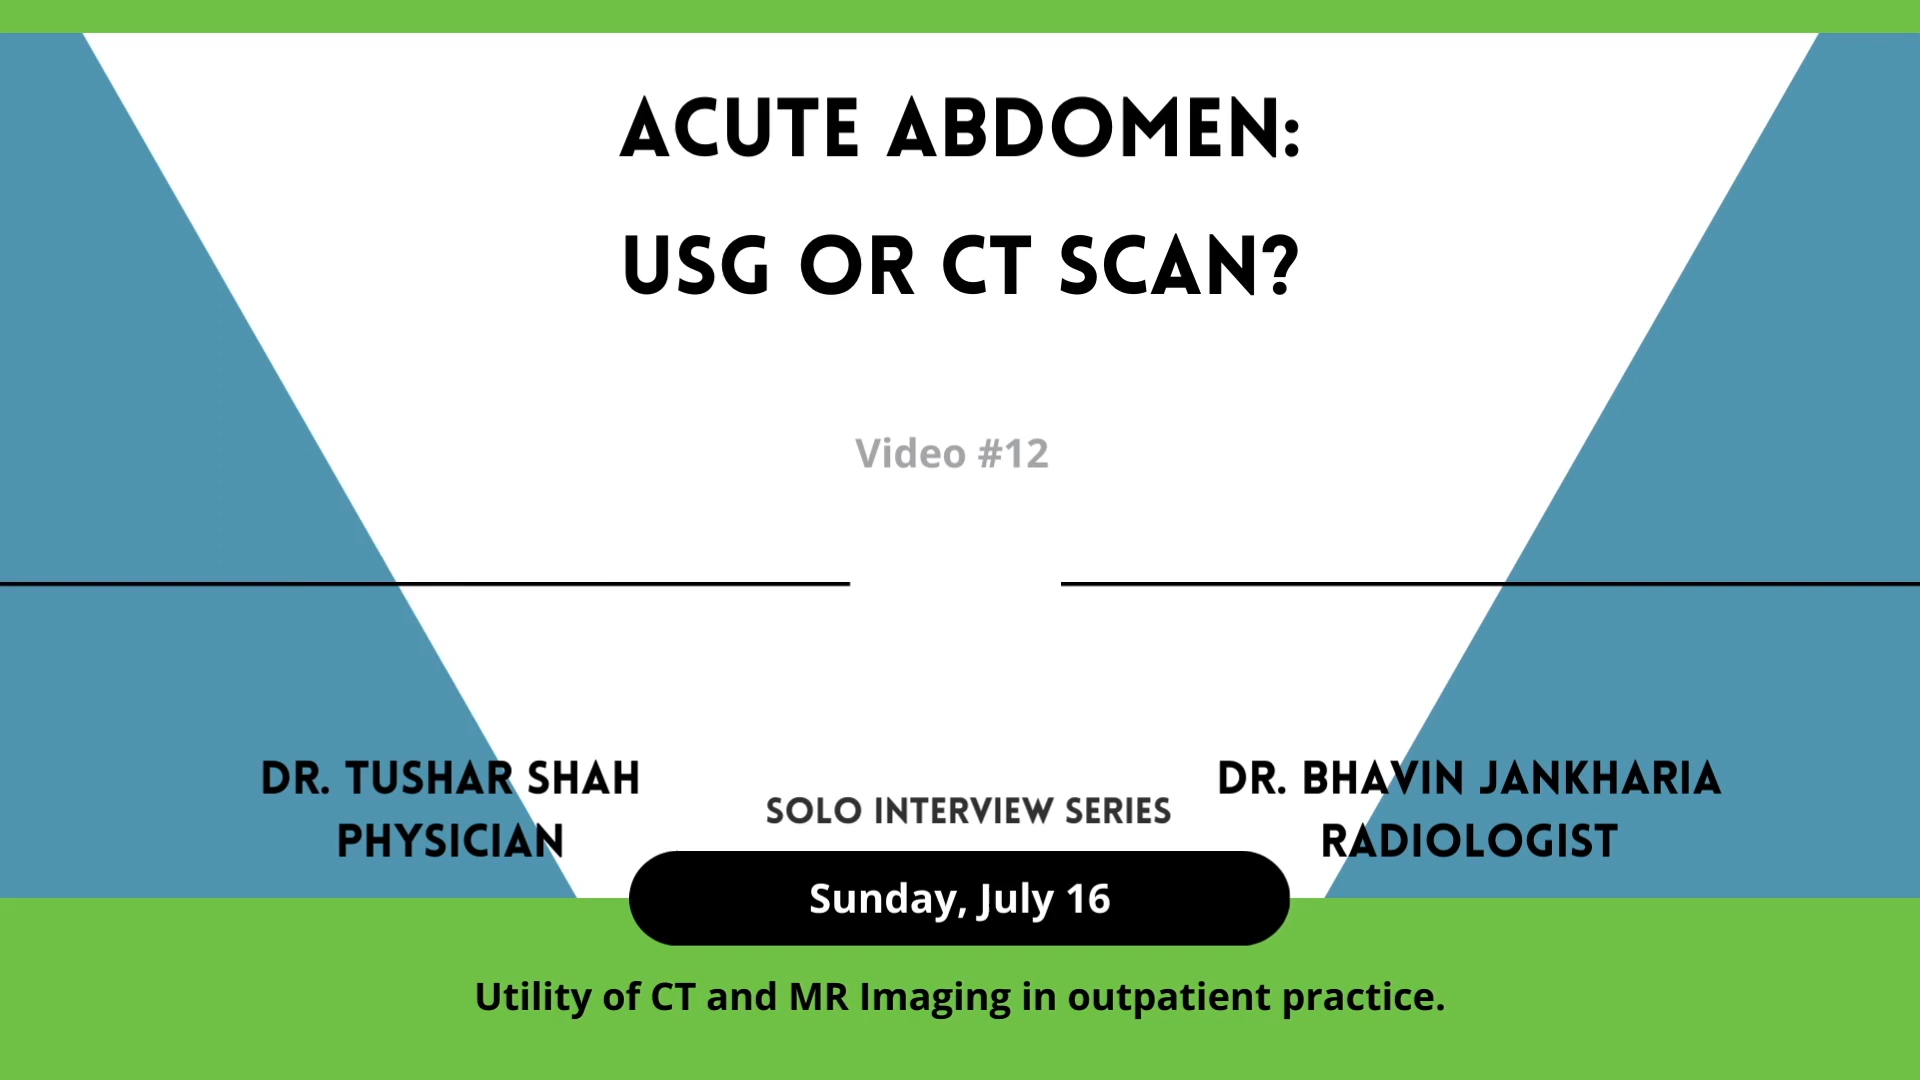 ACUTE ABDOMEN:
USG OR CT SCAN?
Video #12
DR. TUSHAR SHAH
PHYSICIAN
SOLO INTERVIEW SERIES
DR. BHAVIN JANKHARIA
RADIOLOGIST
Sunday, July 16
Utility of CT and MR Imaging in outpatient practice.